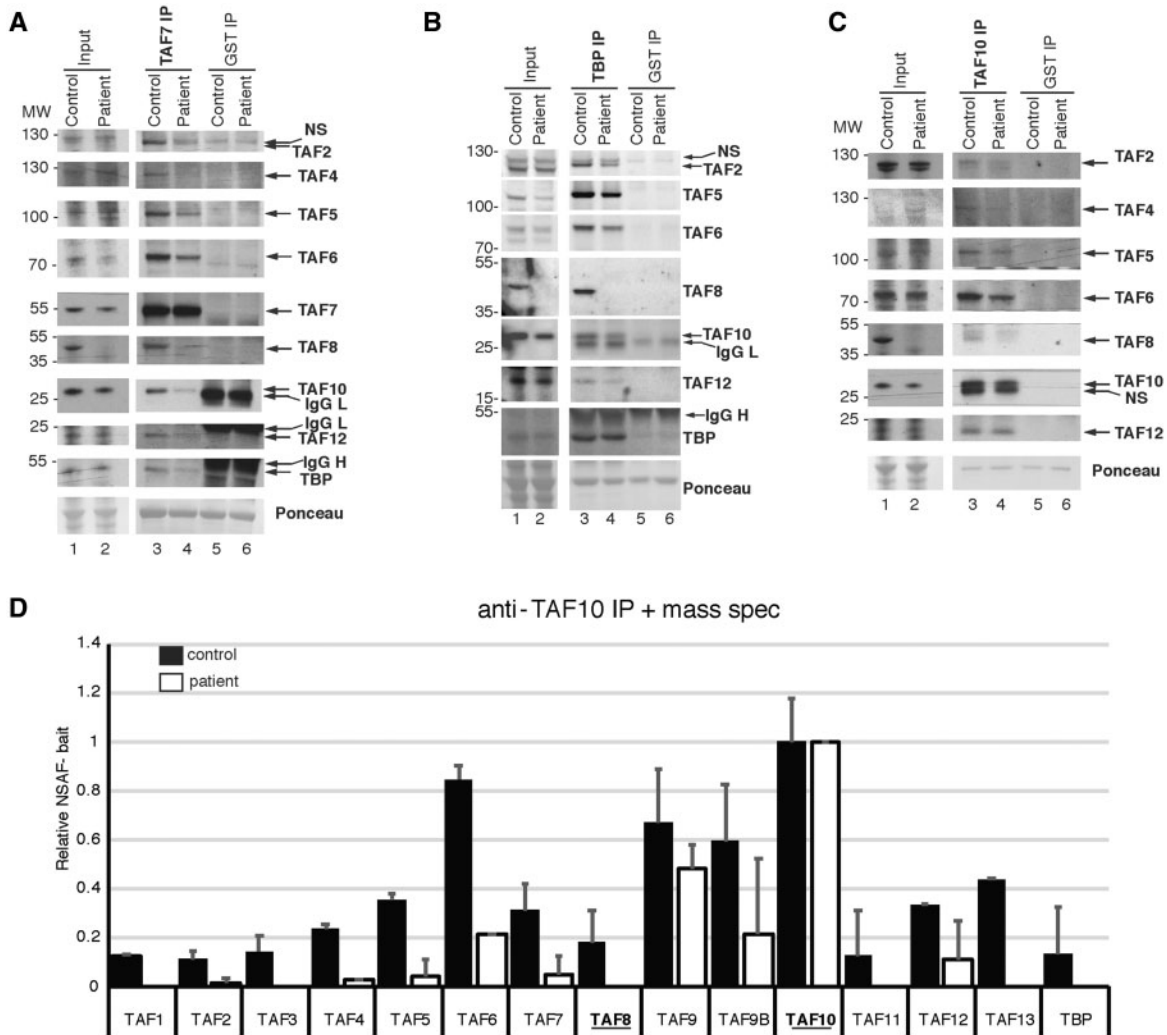 A
Input
TAF7 IP
GST IP
MW
Control
Patient
Control
Patient
Control
Patient
130
NS
TAF2
TAF4
100
TAF5
70
TAF6
55
TAF7
55
35
TAF8
25
TAF10
IgG L
25
IgG L
TAF12
55
IgG H
TBP
Ponceau
1 2 3 4 5 6
B
Input
TBP IP
GST IP
Control
Patient
Control
Patient
Control
Patient
130
NS
TAF2
100
TAF5
70-
TAF6
55-
35-
TAF8
25-
TAF10
IgG L
15-
TAF12
55-
IgG H
TBP
Ponceau
1 2 3 4 5 6
C
Input
TAF10 IP
GST IP
MW
Control
Patient
Control
Patient
Control
Patient
130
TAF2
130
TAF4
100
TAF5
70
TAF6
55
35
TAF8
25
TAF10
NS
25
TAF12
Ponceau
1 2 3 4 5 6
D
anti-TAF10 IP + mass spec
control
patient
Relative NSAF- bait
1.4
1.2
1
0.8
0.6
0.4
0.2
0
TAF1 TAF2 TAF3 TAF4 TAF5 TAF6 TAF7 TAF8 TAF9 TAF9B TAF10 TAF11 TAF12 TAF13 TBP